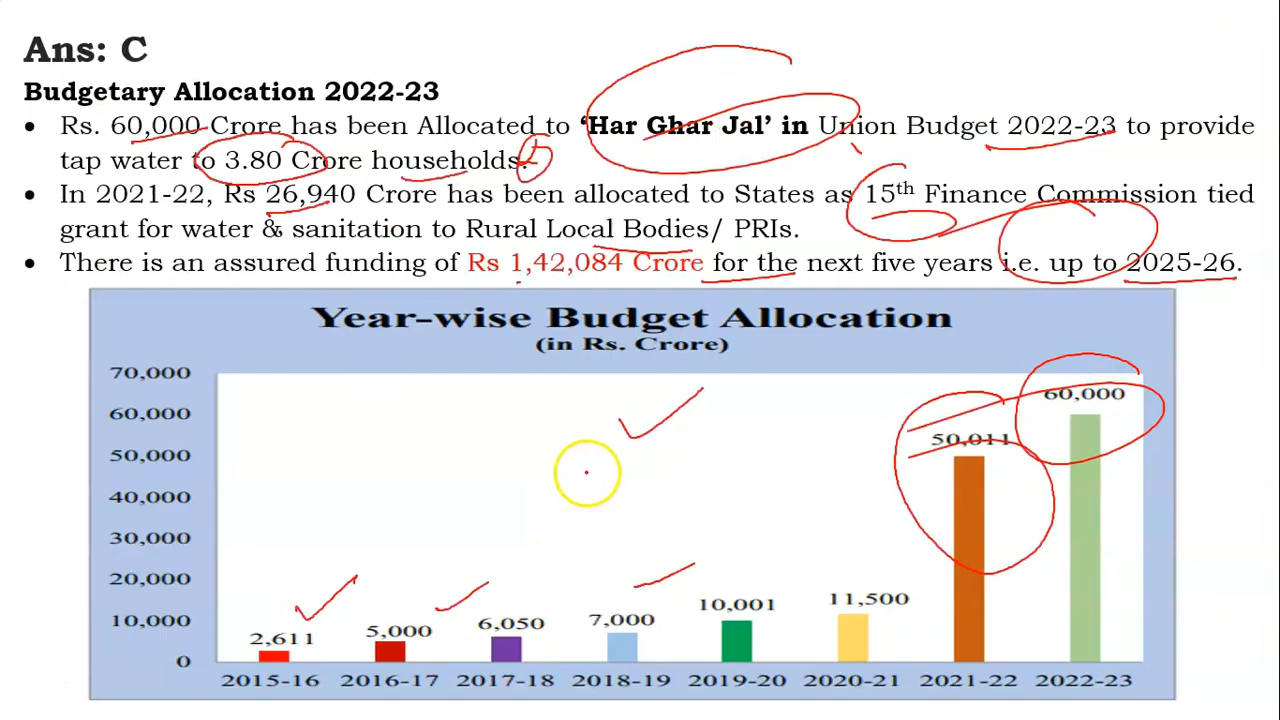 Ans: C
Budgetary Allocation 2022-23
• Rs. 60,000 Crore has been Allocated to ‘Har Ghar Jal’ in Union Budget 2022-23 to provide
tap water to 3.80 Crore households.
• In 2021-22, Rs 26,940 Crore has been allocated to States as 15th Finance Commission tied
grant for water & sanitation to Rural Local Bodies/ PRIs.
• There is an assured funding of Rs 1,42,084 Crore for the next five years i.e. up to 2025-26.
Year-wise Budget Allocation
(in Rs. Crore)
70,000
60,000
50,000
40,000
30,000
20,000
10,000
0
2,611
5,000
6,050
7,000
10,001
11,500
50,011
60,000
2015-16 2016-17 2017-18 2018-19 2019-20 2020-21 2021-22 2022-23